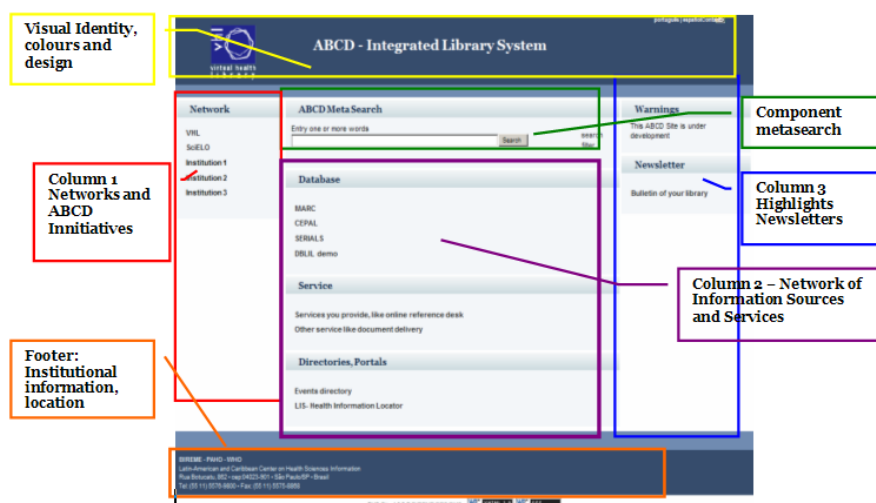 Visual Identity,
colours and
design
português | español | contact
virtual health
library
ABCD - Integrated Library System
Network
VHL
SciELO
Institution 1
Institution 2
Institution 3
ABCD MetaSearch
Entry one or more words
Search
search
filter
Warnings
This ABCD Site is under
development
Newsletter
Bulletin of your library
Component
metasearch
Column 1
Networks and
ABCD
Innitiatives
Database
MARC
CEPAL
SERIALS
DBLIL demo
Service
Services you provide, like online reference desk
Other service like document delivery
Directories, Portals
Events directory
LIS- Health Information Locator
Column 3
Highlights
Newsletters
Column 2 – Network of
Information Sources
and Services
Footer:
Institutional
information,
location
BIREME - PAHO - WHO
Latin-American and Caribbean Center on Health Sciences Information